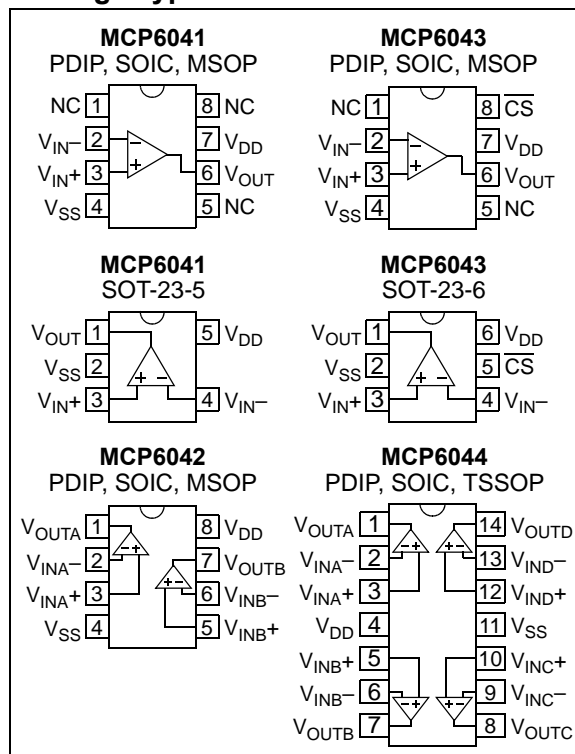 MCP6041
PDIP, SOIC, MSOP
NC 1 8 NC
VIN– 2 7 VDD
VIN+ 3 6 VOUT
VSS 4 5 NC
MCP6043
PDIP, SOIC, MSOP
NC 1 8 CS
VIN– 2 7 VDD
VIN+ 3 6 VOUT
VSS 4 5 NC
MCP6041
SOT-23-5
VOUT 1 5 VDD
VSS 2
VIN+ 3 4 VIN–
MCP6043
SOT-23-6
VOUT 1 6 VDD
VSS 2 5 CS
VIN+ 3 4 VIN–
MCP6042
PDIP, SOIC, MSOP
VOUTA 1 8 VDD
VINA– 2 7 VOUTB
VINA+ 3 6 VINB–
VSS 4 5 VINB+
MCP6044
PDIP, SOIC, TSSOP
VOUTA 1 14 VOUTD
VINA– 2 13 VIND–
VINA+ 3 12 VIND+
VDD 4 11 VSS
VINB+ 5 10 VINC+
VINB– 6 9 VINC–
VOUTB 7 8 VOUTC